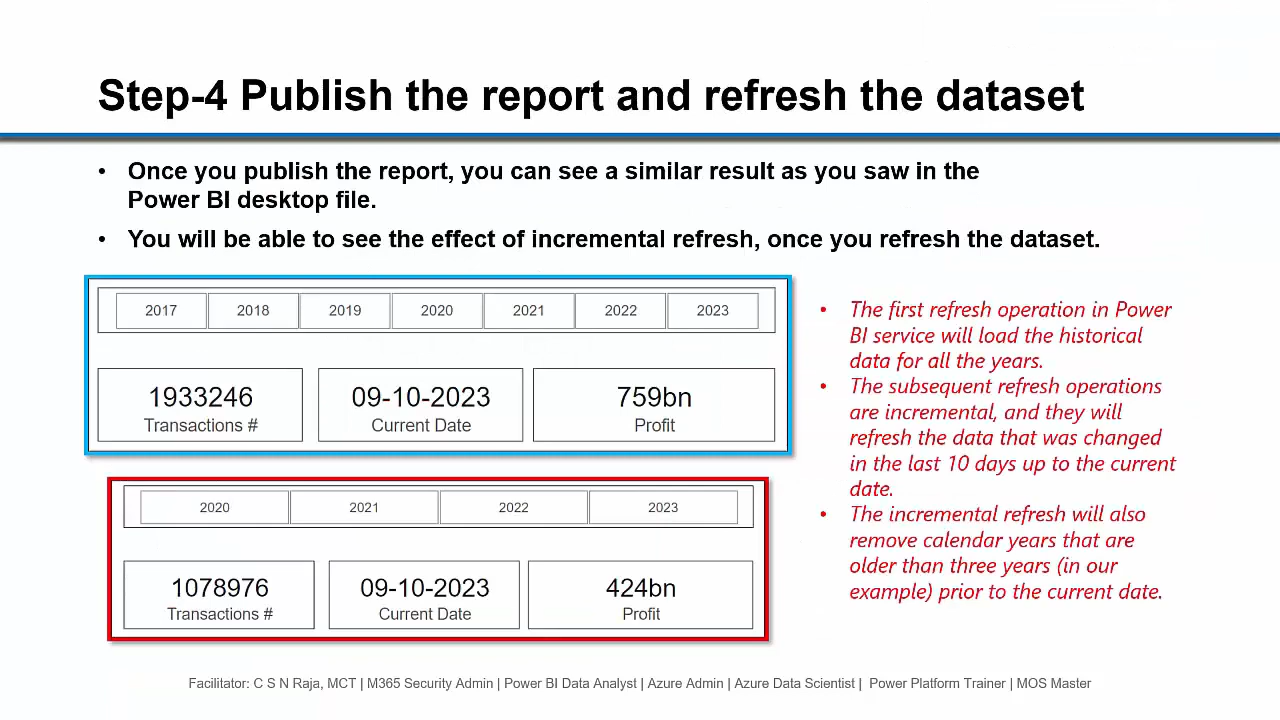 Step-4 Publish the report and refresh the dataset
• Once you publish the report, you can see a similar result as you saw in the
Power BI desktop file.
• You will be able to see the effect of incremental refresh, once you refresh the dataset.
2017 2018 2019 2020 2021 2022 2023
1933246 09-10-2023 759bn
Transactions # Current Date Profit
2020 2021 2022 2023
1078976 09-10-2023 424bn
Transactions # Current Date Profit
• The first refresh operation in Power
BI service will load the historical
data for all the years.
• The subsequent refresh operations
are incremental, and they will
refresh the data that was changed
in the last 10 days up to the current
date.
• The incremental refresh will also
remove calendar years that are
older than three years (in our
example) prior to the current date.
Facilitator: C S N Raja, MCT | M365 Security Admin | Power BI Data Analyst | Azure Admin | Azure Data Scientist | Power Platform Trainer | MOS Master